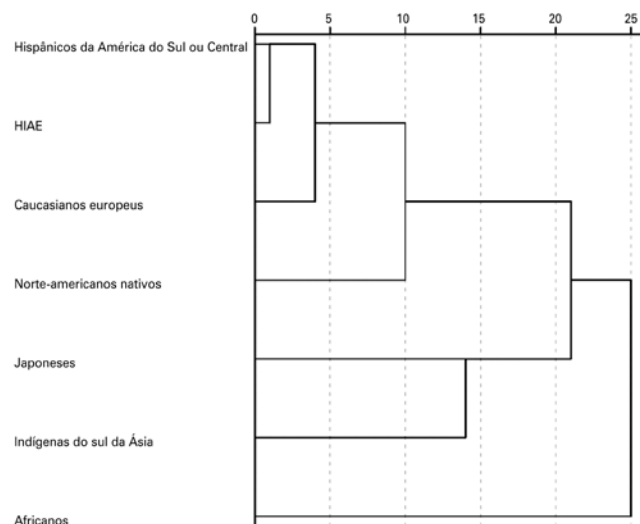 0 5 10 15 20 25
Hispânicos da América do Sul ou Central
HIAE
Caucasianos europeus
Norte-americanos nativos
Japoneses
Indígenas do sul da Ásia
Africanos